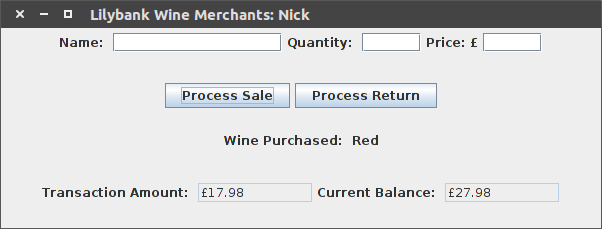 Lilybank Wine Merchants: Nick
Name: Quantity: Price: £
Process Sale Process Return
Wine Purchased: Red
Transaction Amount: £17.98 Current Balance: £27.98